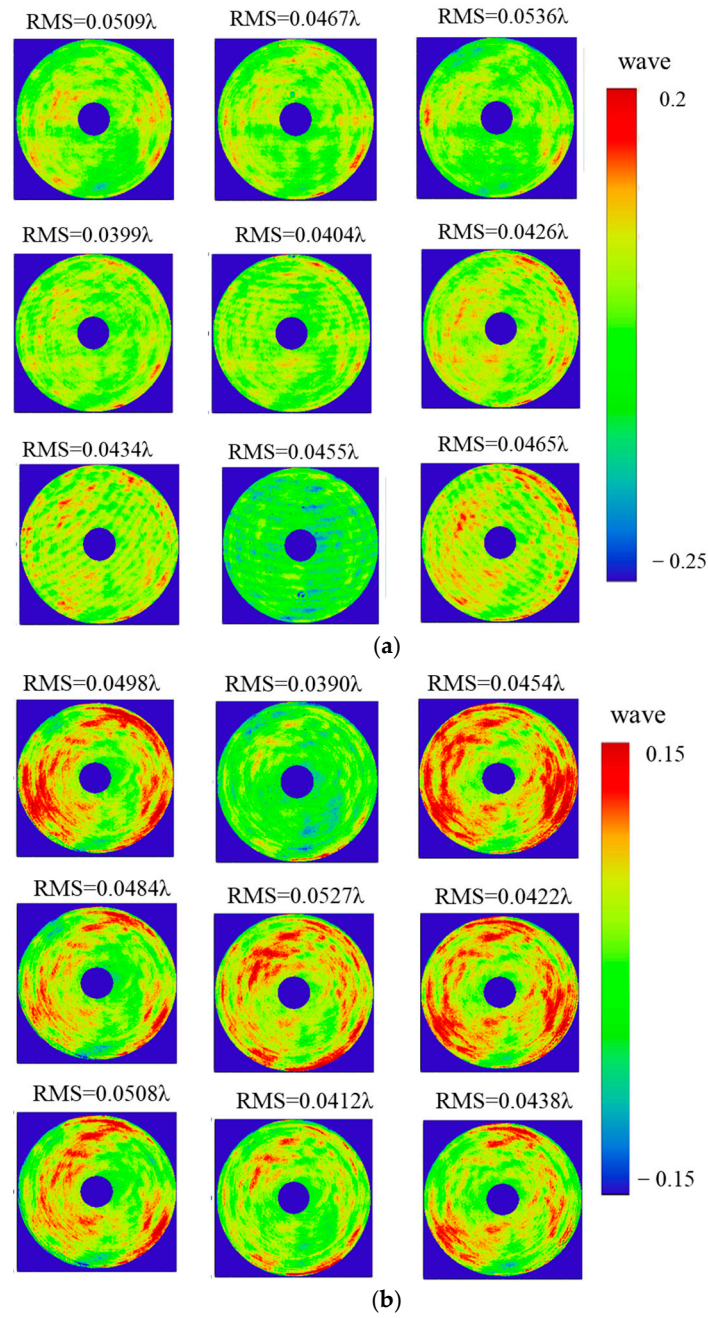 RMS=0.0509λ RMS=0.0467λ RMS=0.0536λ
wave
0.2
RMS=0.0399λ RMS=0.0404λ RMS=0.0426λ
RMS=0.0434λ RMS=0.0455λ RMS=0.0465λ
− 0.25
(a)
RMS=0.0498λ RMS=0.0390λ RMS=0.0454λ
wave
0.15
RMS=0.0484λ RMS=0.0527λ RMS=0.0422λ
RMS=0.0508λ RMS=0.0412λ RMS=0.0438λ
− 0.15
(b)